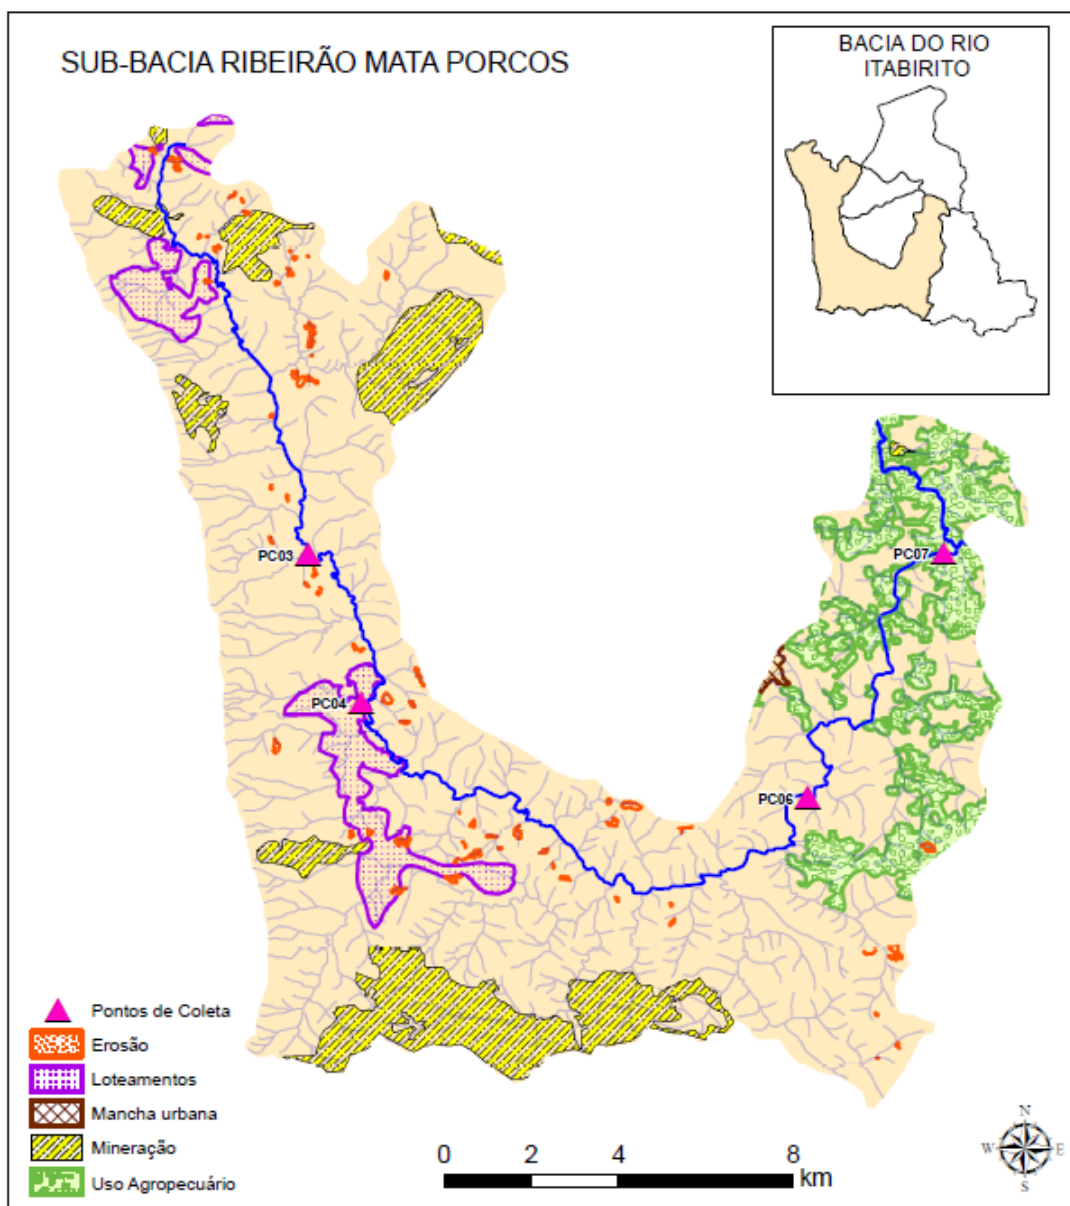 SUB-BACIA RIBEIRÃO MATA PORCOS
BACIA DO RIO
ITABIRITO
PC03
PC07
PC04
PC06
Pontos de Coleta
Erosão
Loteamentos
Mancha urbana
Mineração
Uso Agropecuário
0 2 4 8
km
N
W E
S